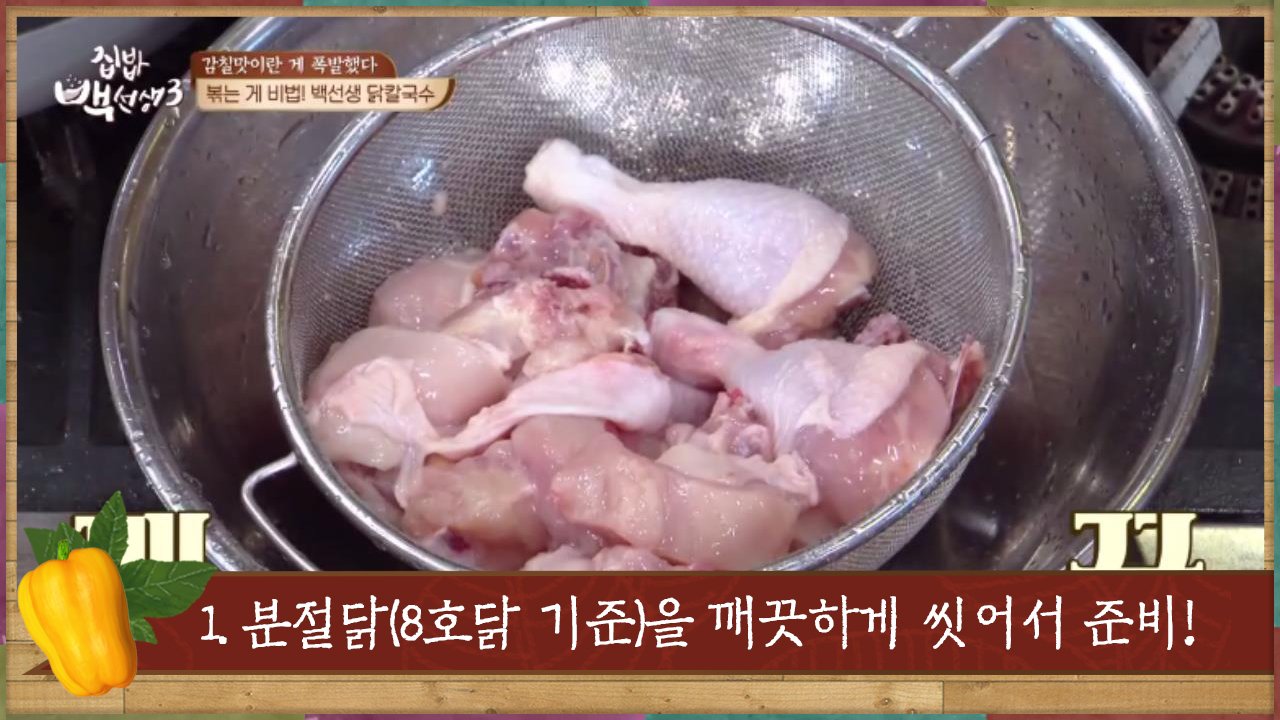 집밥
백선생3
감칠맛이란 게 폭발했다
볶는 게 비법! 백선생 닭칼국수
1. 분절닭(8호닭 기준)을 깨끗하게 씻어서 준비!